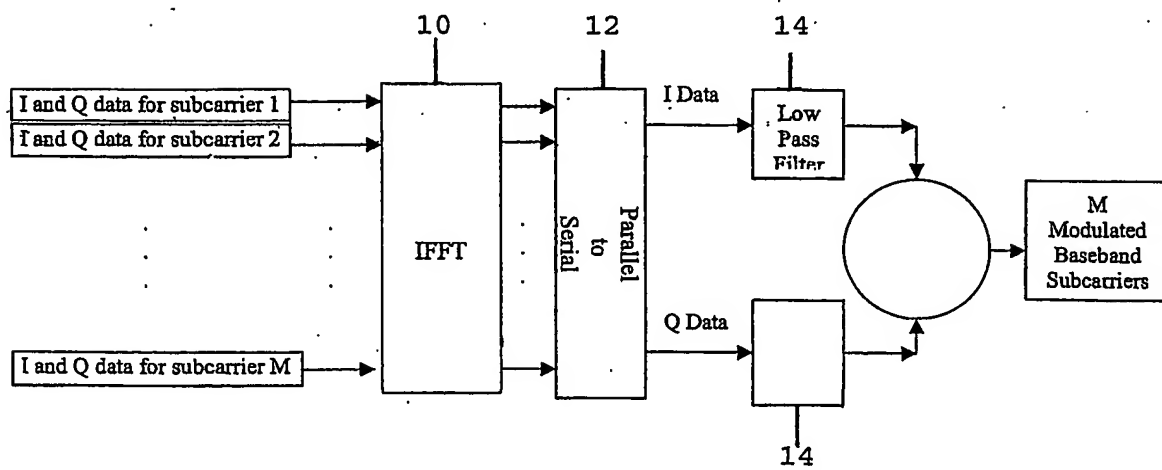 10
12
14
I and Q data for subcarrier 1
I and Q data for subcarrier 2
I and Q data for subcarrier M
IFFT
Parallel
to
Serial
I Data
Q Data
Low
Pass
Filter
14
M
Modulated
Baseband
Subcarriers